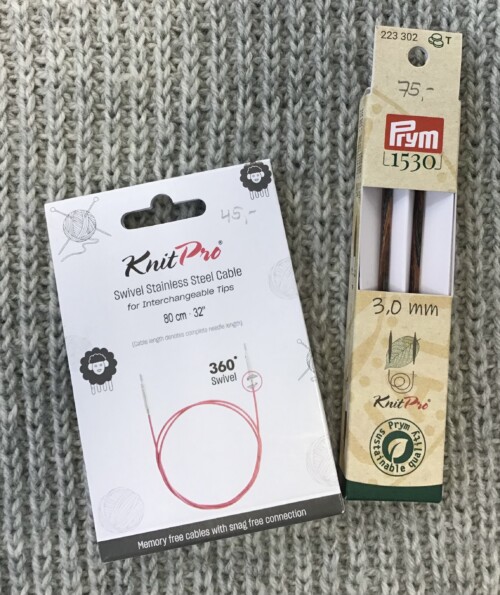 45,-
KnitPro®
Swivel Stainless Steel Cable
for Interchangeable Tips
80 cm · 32"
(Cable length denotes complete needle length)
360°
Swivel
Memory free cables with snag free connection
223 302
T
75,-
Prym
1530
3,0 mm
KnitPro®
Prym
sustainable quality